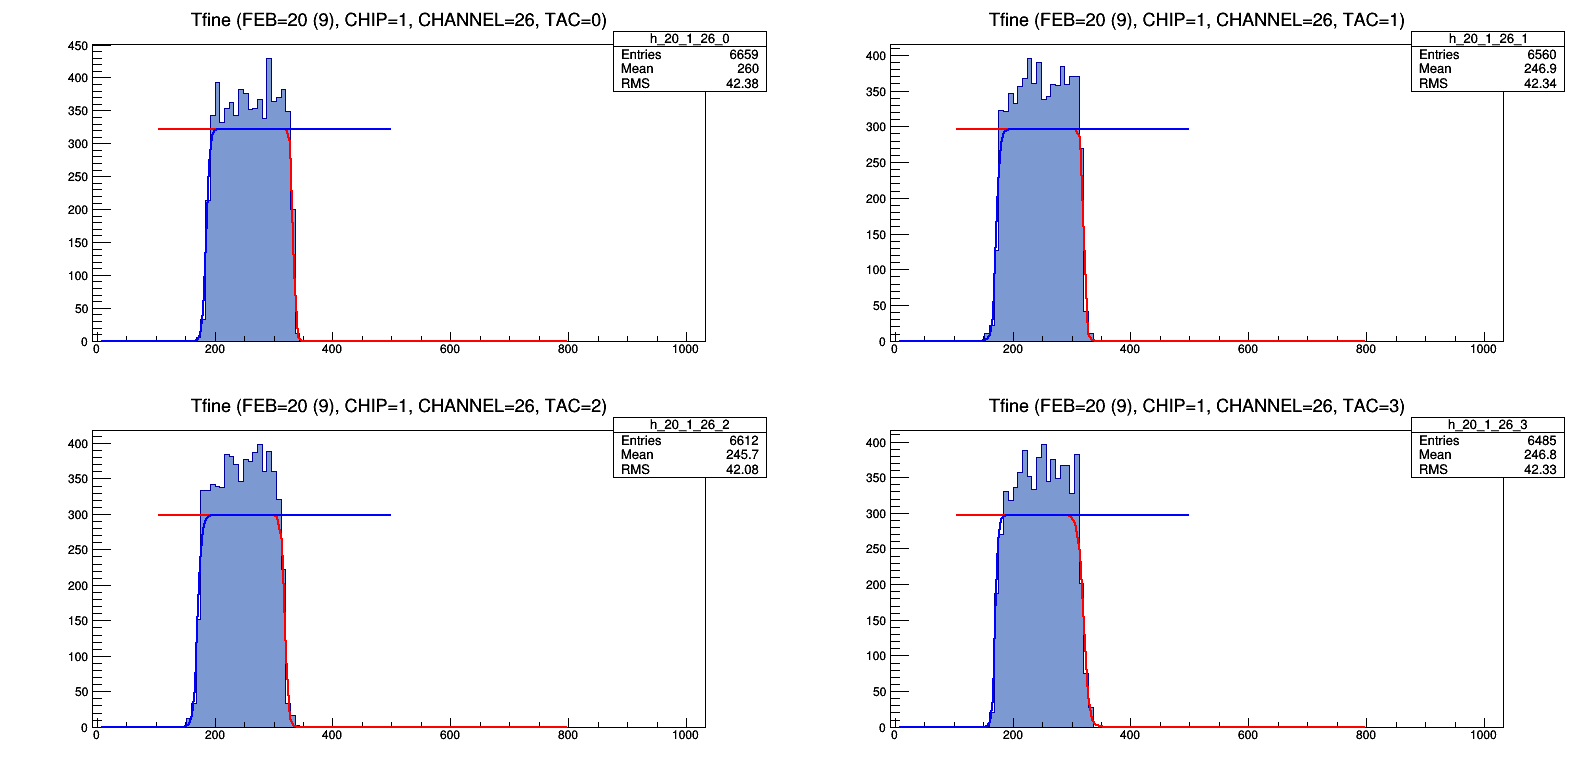 Tfine (FEB=20 (9), CHIP=1, CHANNEL=26, TAC=0)
h_20_1_26_0
Entries 6659
Mean 260
RMS 42.38
450
400
350
300
250
200
150
100
50
0
0 200 400 600 800 1000
Tfine (FEB=20 (9), CHIP=1, CHANNEL=26, TAC=1)
h_20_1_26_1
Entries 6560
Mean 246.9
RMS 42.34
400
350
300
250
200
150
100
50
0
0 200 400 600 800 1000
Tfine (FEB=20 (9), CHIP=1, CHANNEL=26, TAC=2)
h_20_1_26_2
Entries 6612
Mean 245.7
RMS 42.08
400
350
300
250
200
150
100
50
0
0 200 400 600 800 1000
Tfine (FEB=20 (9), CHIP=1, CHANNEL=26, TAC=3)
h_20_1_26_3
Entries 6485
Mean 246.8
RMS 42.33
400
350
300
250
200
150
100
50
0
0 200 400 600 800 1000